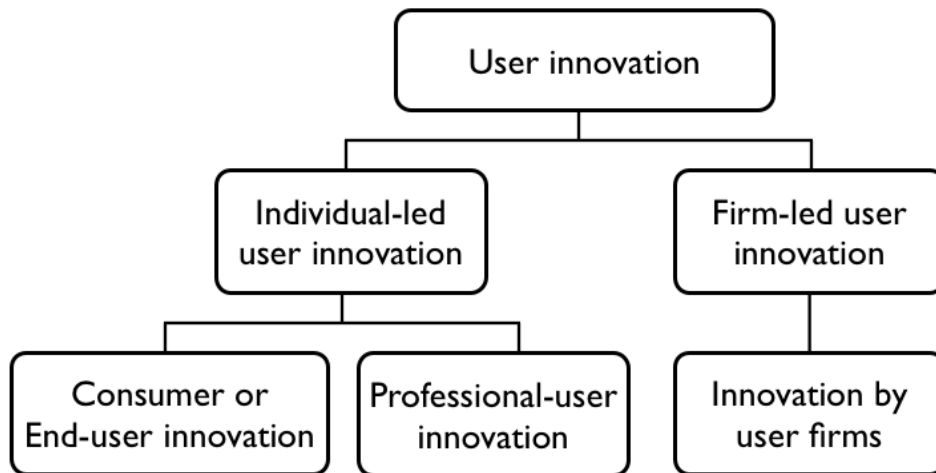 User innovation
Individual-led
user innovation
Firm-led user
innovation
Consumer or
End-user innovation
Professional-user
innovation
Innovation by
user firms